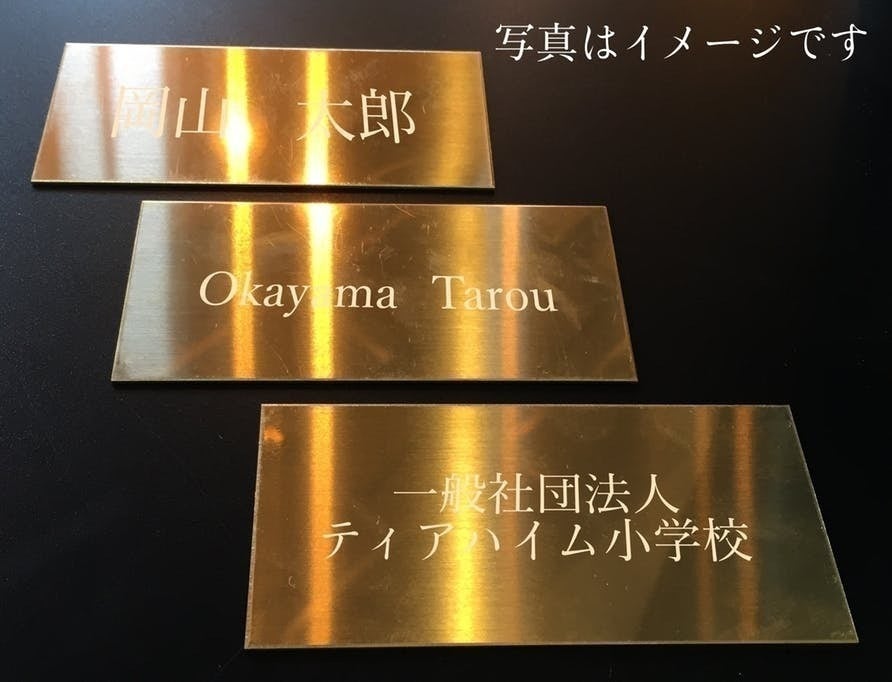 写真はイメージです
岡山 太郎
Okayama Tarou
一般社団法人
ティアハイム小学校